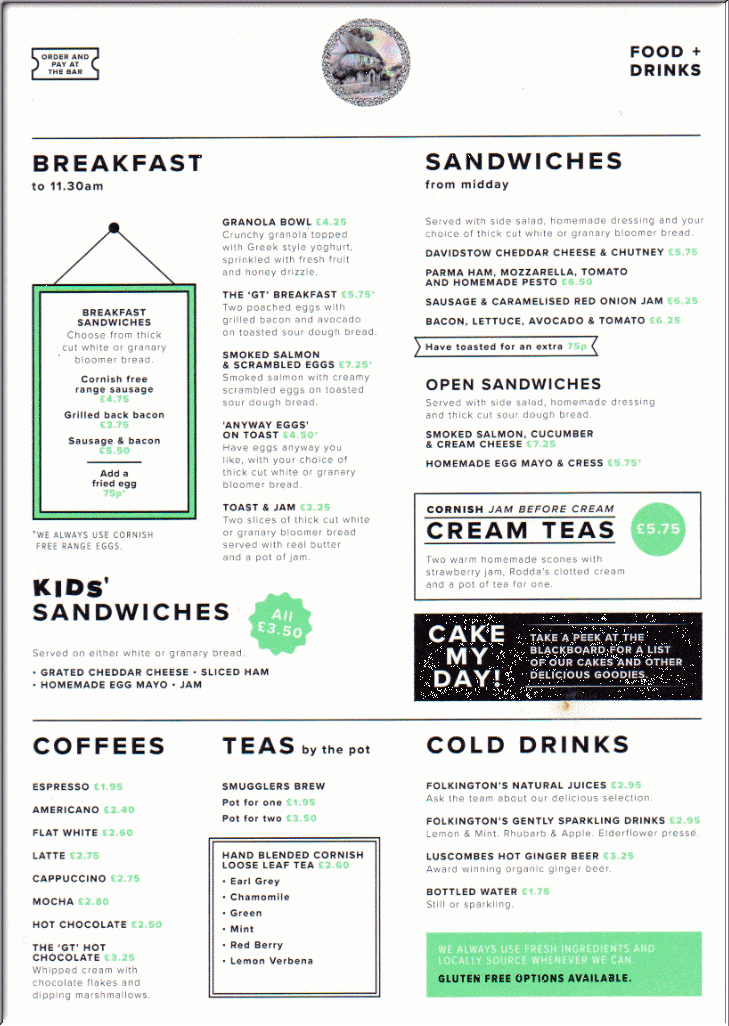 ORDER AND
PAY AT
THE BAR
FOOD +
DRINKS
BREAKFAST
to 11.30am
BREAKFAST
SANDWICHES
Choose from thick
cut white or granary
bloomer bread.
Cornish free
range sausage
£4.75
Grilled back bacon
£3.75
Sausage & bacon
£5.50
Add a
fried egg
75p*
*WE ALWAYS USE CORNISH
FREE RANGE EGGS.
GRANOLA BOWL £4.25
Crunchy granola topped
with Greek style yoghurt,
sprinkled with fresh fruit
and honey drizzle.
THE 'GT' BREAKFAST £5.75*
Two poached eggs with
grilled bacon and avocado
on toasted sour dough bread.
SMOKED SALMON
& SCRAMBLED EGGS £7.25*
Smoked salmon with creamy
scrambled eggs on toasted
sour dough bread.
'ANYWAY EGGS'
ON TOAST £4.50*
Have eggs anyway you
like, with your choice of
thick cut white or granary
bloomer bread.
TOAST & JAM £2.25
Two slices of thick cut white
or granary bloomer bread
served with real butter
and a pot of jam.
KIDS'
SANDWICHES
All
£3.50
Served on either white or granary bread.
• GRATED CHEDDAR CHEESE • SLICED HAM
• HOMEMADE EGG MAYO • JAM
SANDWICHES
from midday
Served with side salad, homemade dressing and your
choice of thick cut white or granary bloomer bread.
DAVIDSTOW CHEDDAR CHEESE & CHUTNEY £5.75
PARMA HAM, MOZZARELLA, TOMATO
AND HOMEMADE PESTO £6.50
SAUSAGE & CARAMELISED RED ONION JAM £6.25
BACON, LETTUCE, AVOCADO & TOMATO £6.25
Have toasted for an extra 75p
OPEN SANDWICHES
Served with side salad, homemade dressing
and thick cut sour dough bread.
SMOKED SALMON, CUCUMBER
& CREAM CHEESE £7.25
HOMEMADE EGG MAYO & CRESS £5.75*
CORNISH JAM BEFORE CREAM
CREAM TEAS
£5.75
Two warm homemade scones with
strawberry jam, Rodda's clotted cream
and a pot of tea for one.
CAKE
MY
DAY!
TAKE A PEEK AT THE
BLACKBOARD FOR A LIST
OF OUR CAKES AND OTHER
DELICIOUS GOODIES
COFFEES
ESPRESSO £1.95
AMERICANO £2.40
FLAT WHITE £2.60
LATTE £2.75
CAPPUCCINO £2.75
MOCHA £2.80
HOT CHOCOLATE £2.50
THE 'GT' HOT
CHOCOLATE £3.25
Whipped cream with
chocolate flakes and
dipping marshmallows.
TEAS by the pot
SMUGGLERS BREW
Pot for one £1.95
Pot for two £3.50
HAND BLENDED CORNISH
LOOSE LEAF TEA £2.60
• Earl Grey
• Chamomile
• Green
• Mint
• Red Berry
• Lemon Verbena
COLD DRINKS
FOLKINGTON'S NATURAL JUICES £2.95
Ask the team about our delicious selection.
FOLKINGTON'S GENTLY SPARKLING DRINKS £2.95
Lemon & Mint. Rhubarb & Apple. Elderflower pressé.
LUSCOMBES HOT GINGER BEER £3.25
Award winning organic ginger beer.
BOTTLED WATER £1.75
Still or sparkling.
WE ALWAYS USE FRESH INGREDIENTS AND
LOCALLY SOURCE WHENEVER WE CAN.
GLUTEN FREE OPTIONS AVAILABLE.